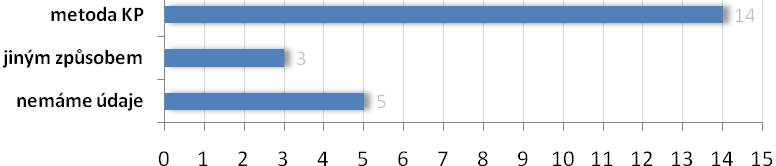 metoda KP 14
jiným způsobem 3
nemáme údaje 5
0 1 2 3 4 5 6 7 8 9 10 11 12 13 14 15